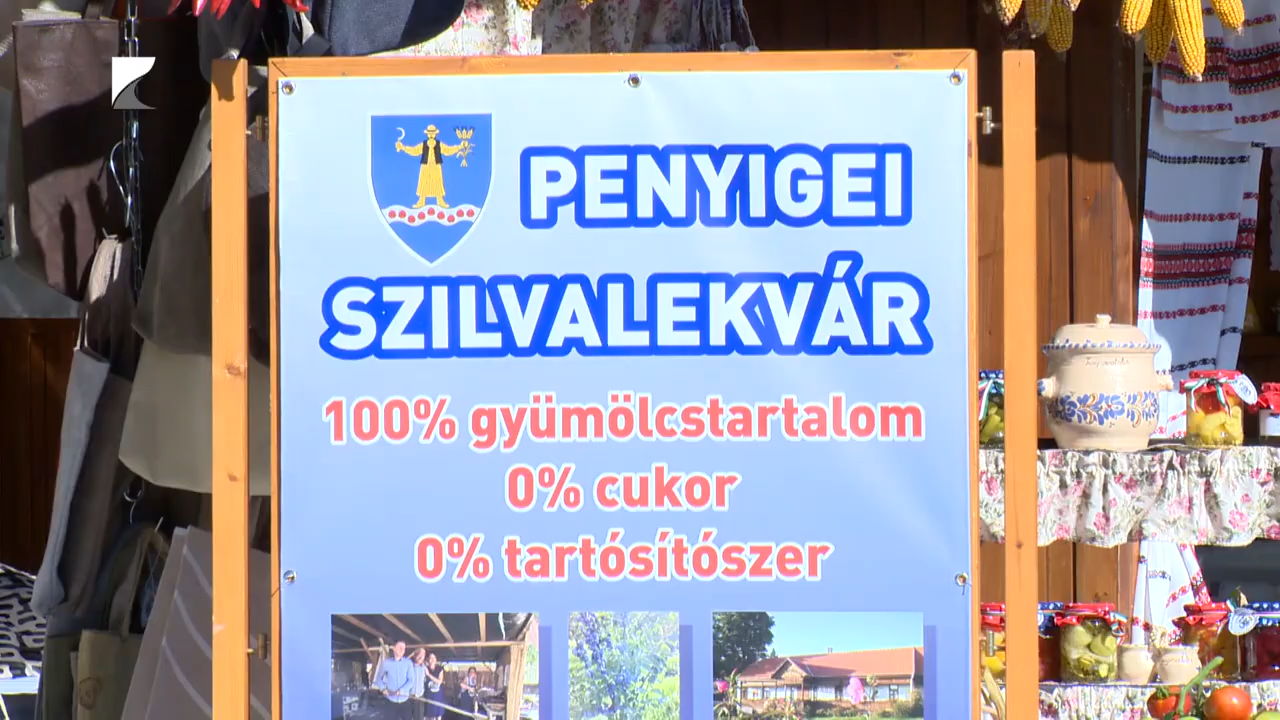 PENYIGEI
SZILVALEKVÁR
100% gyümölcstartalom
0% cukor
0% tartósítószer